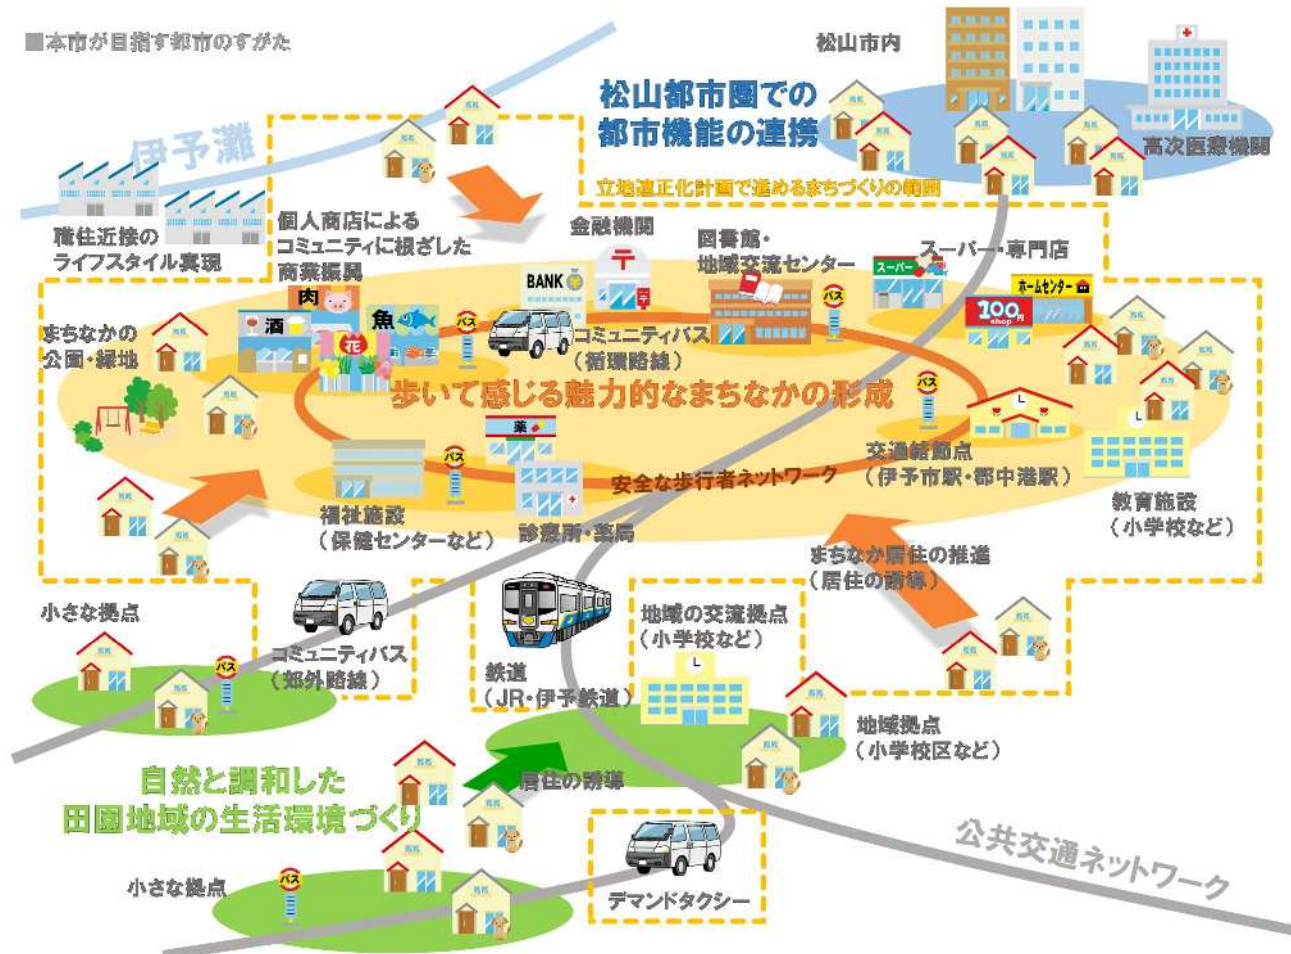 ■本市が目指す都市のすがた
松山市内
松山都市圏での
都市機能の連携
高次医療機関
伊予灘
立地適正化計画で進めるまちづくりの範囲
職住近接の
ライフスタイル実現
個人商店による
コミュニティに根ざした
商業振興
金融機関
図書館・
地域交流センター
スーパー・専門店
肉
酒
魚
花
BANK
〒
〒
スーパー
ホームセンター
100円
shop
バス
バス
まちなかの
公園・緑地
コミュニティバス
（循環路線）
歩いて感じる魅力的なまちなかの形成
バス
交通結節点
（伊予市駅・郡中港駅）
薬
バス
安全な歩行者ネットワーク
福祉施設
（保健センターなど）
診療所・薬局
教育施設
（小学校など）
まちなか居住の推進
（居住の誘導）
小さな拠点
バス
コミュニティバス
（郊外路線）
鉄道
（JR・伊予鉄道）
地域の交流拠点
（小学校など）
地域拠点
（小学校区など）
自然と調和した
田園地域の生活環境づくり
居住の誘導
小さな拠点
バス
デマンドタクシー
公共交通ネットワーク